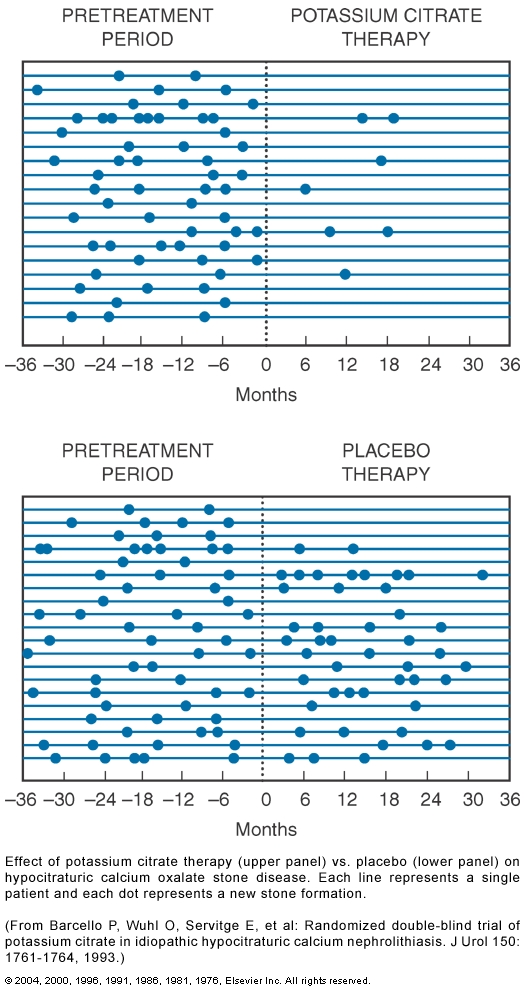 PRETREATMENT PERIOD
POTASSIUM CITRATE THERAPY
–36 –30 –24 –18 –12 –6 0 6 12 18 24 30 36
Months
PRETREATMENT PERIOD
PLACEBO THERAPY
–36 –30 –24 –18 –12 –6 0 6 12 18 24 30 36
Months
Effect of potassium citrate therapy (upper panel) vs. placebo (lower panel) on
hypocitraturic calcium oxalate stone disease. Each line represents a single
patient and each dot represents a new stone formation.
(From Barcello P, Wuhl O, Servitge E, et al: Randomized double-blind trial of
potassium citrate in idiopathic hypocitraturic calcium nephrolithiasis. J Urol 150:
1761-1764, 1993.)
© 2004, 2000, 1996, 1991, 1986, 1981, 1976, Elsevier Inc. All rights reserved.